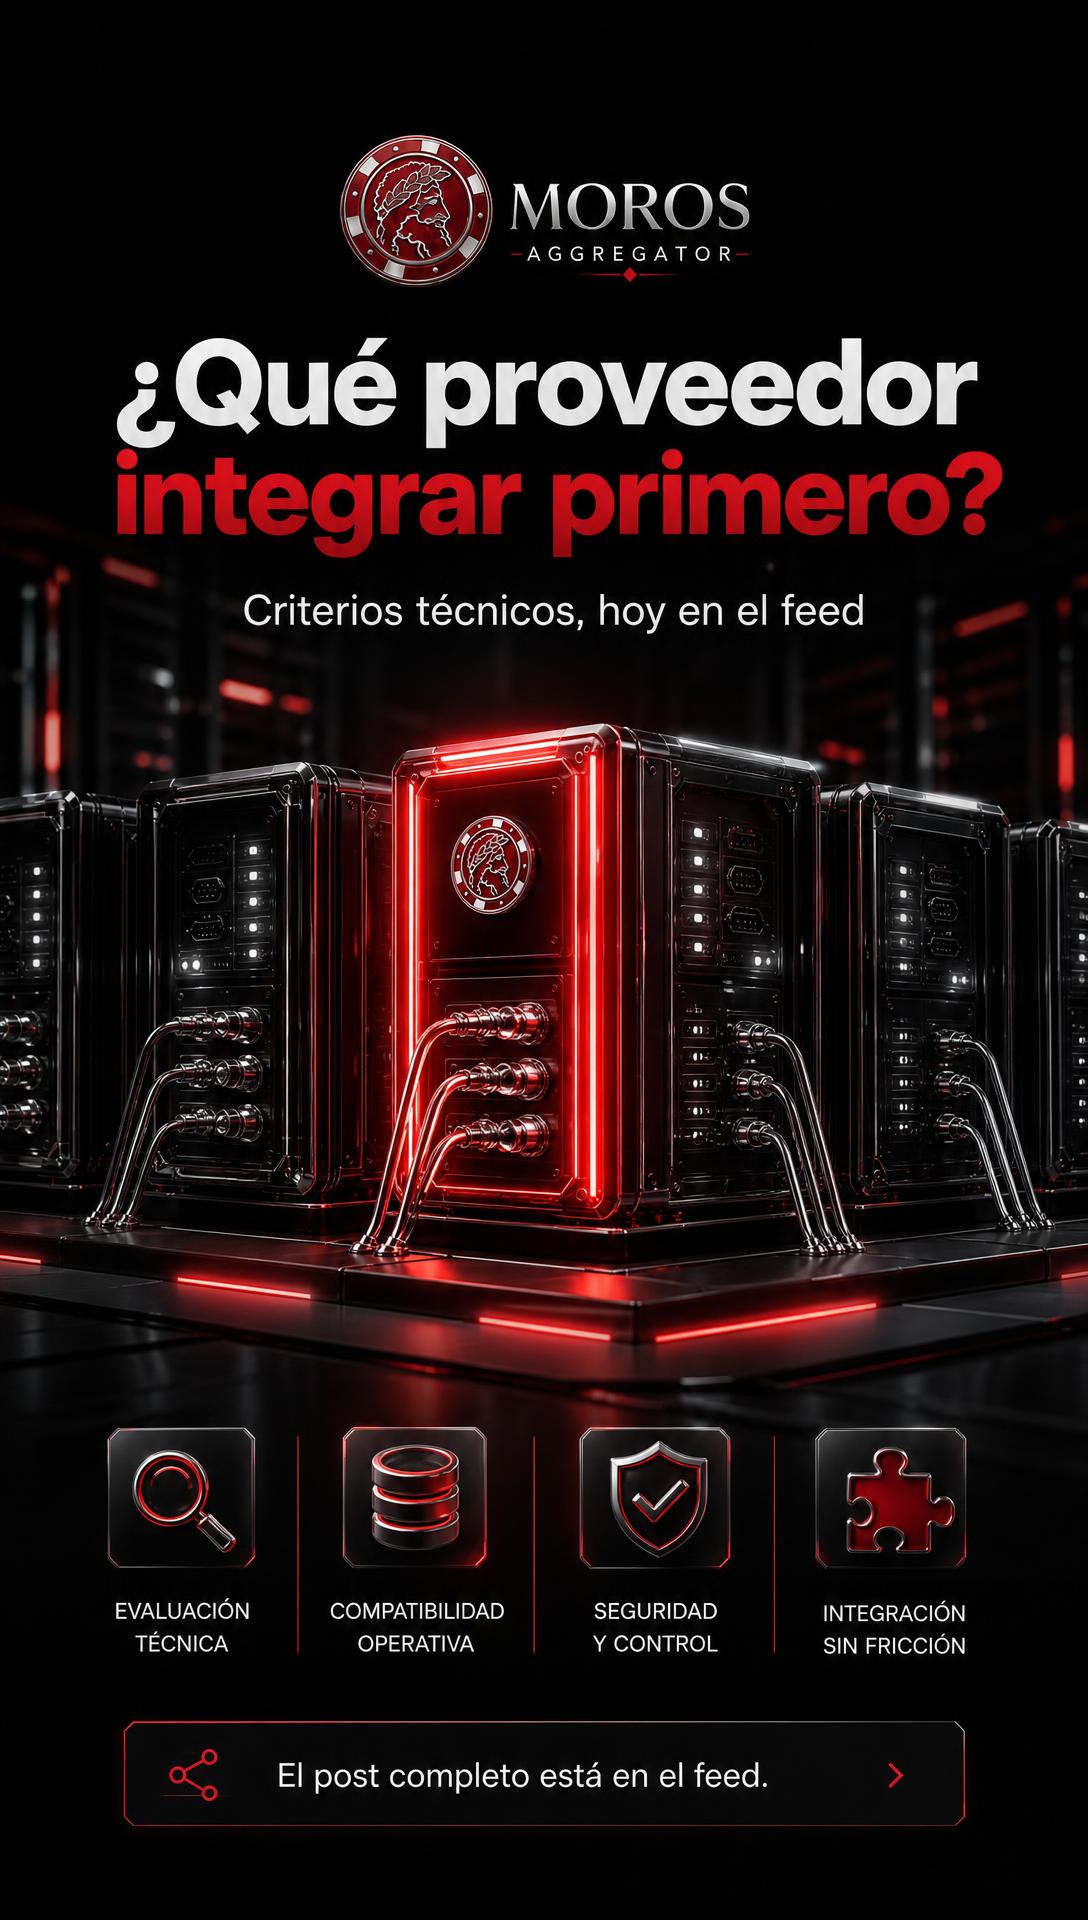 MOROS
AGGREGATOR
¿Qué proveedor
integrar primero?
Criterios técnicos, hoy en el feed
EVALUACIÓN
TÉCNICA
COMPATIBILIDAD
OPERATIVA
SEGURIDAD
Y CONTROL
INTEGRACIÓN
SIN FRICCIÓN
El post completo está en el feed.